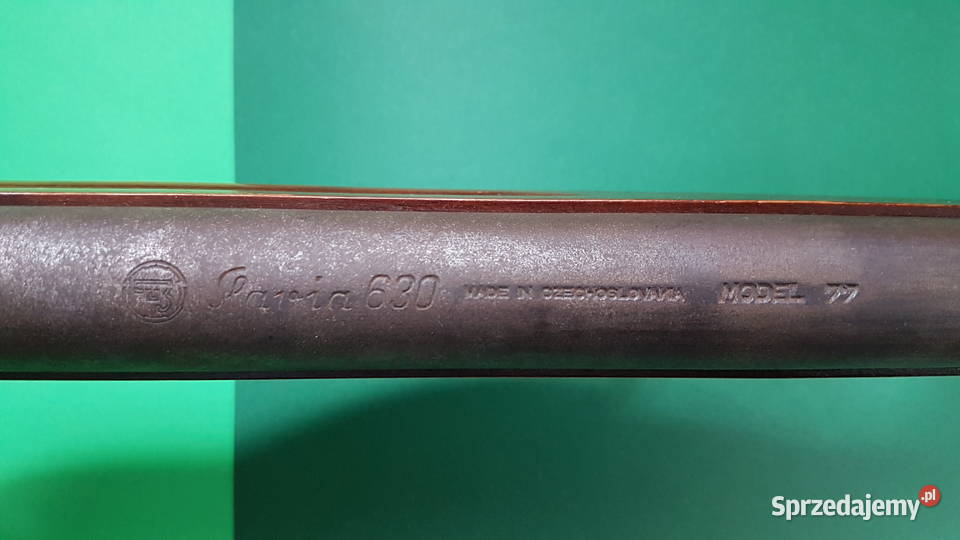 Slavia 630 MADE IN CZECHOSLOVAKIA MODEL 77
Sprzedajemy.pl